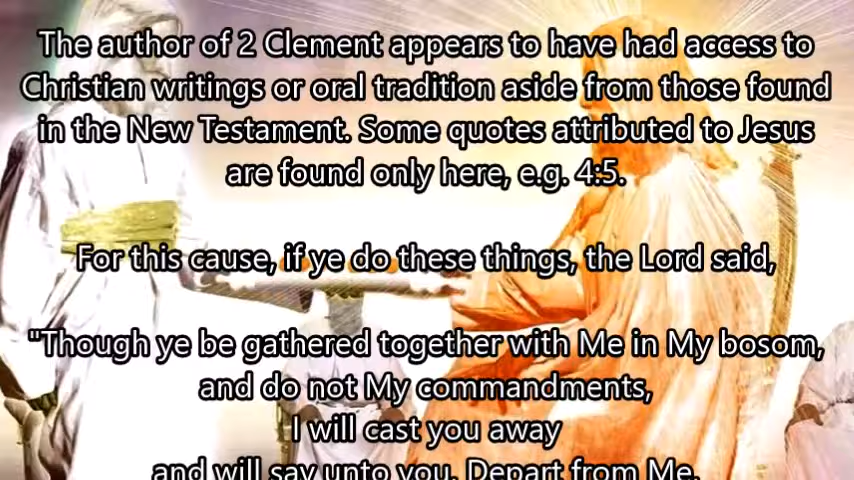 The author of 2 Clement appears to have had access to
Christian writings or oral tradition aside from those found
in the New Testament. Some quotes attributed to Jesus
are found only here, e.g. 4:5.
For this cause, if ye do these things, the Lord said,
"Though ye be gathered together with Me in My bosom,
and do not My commandments,
I will cast you away
and will say unto you, Depart from Me,